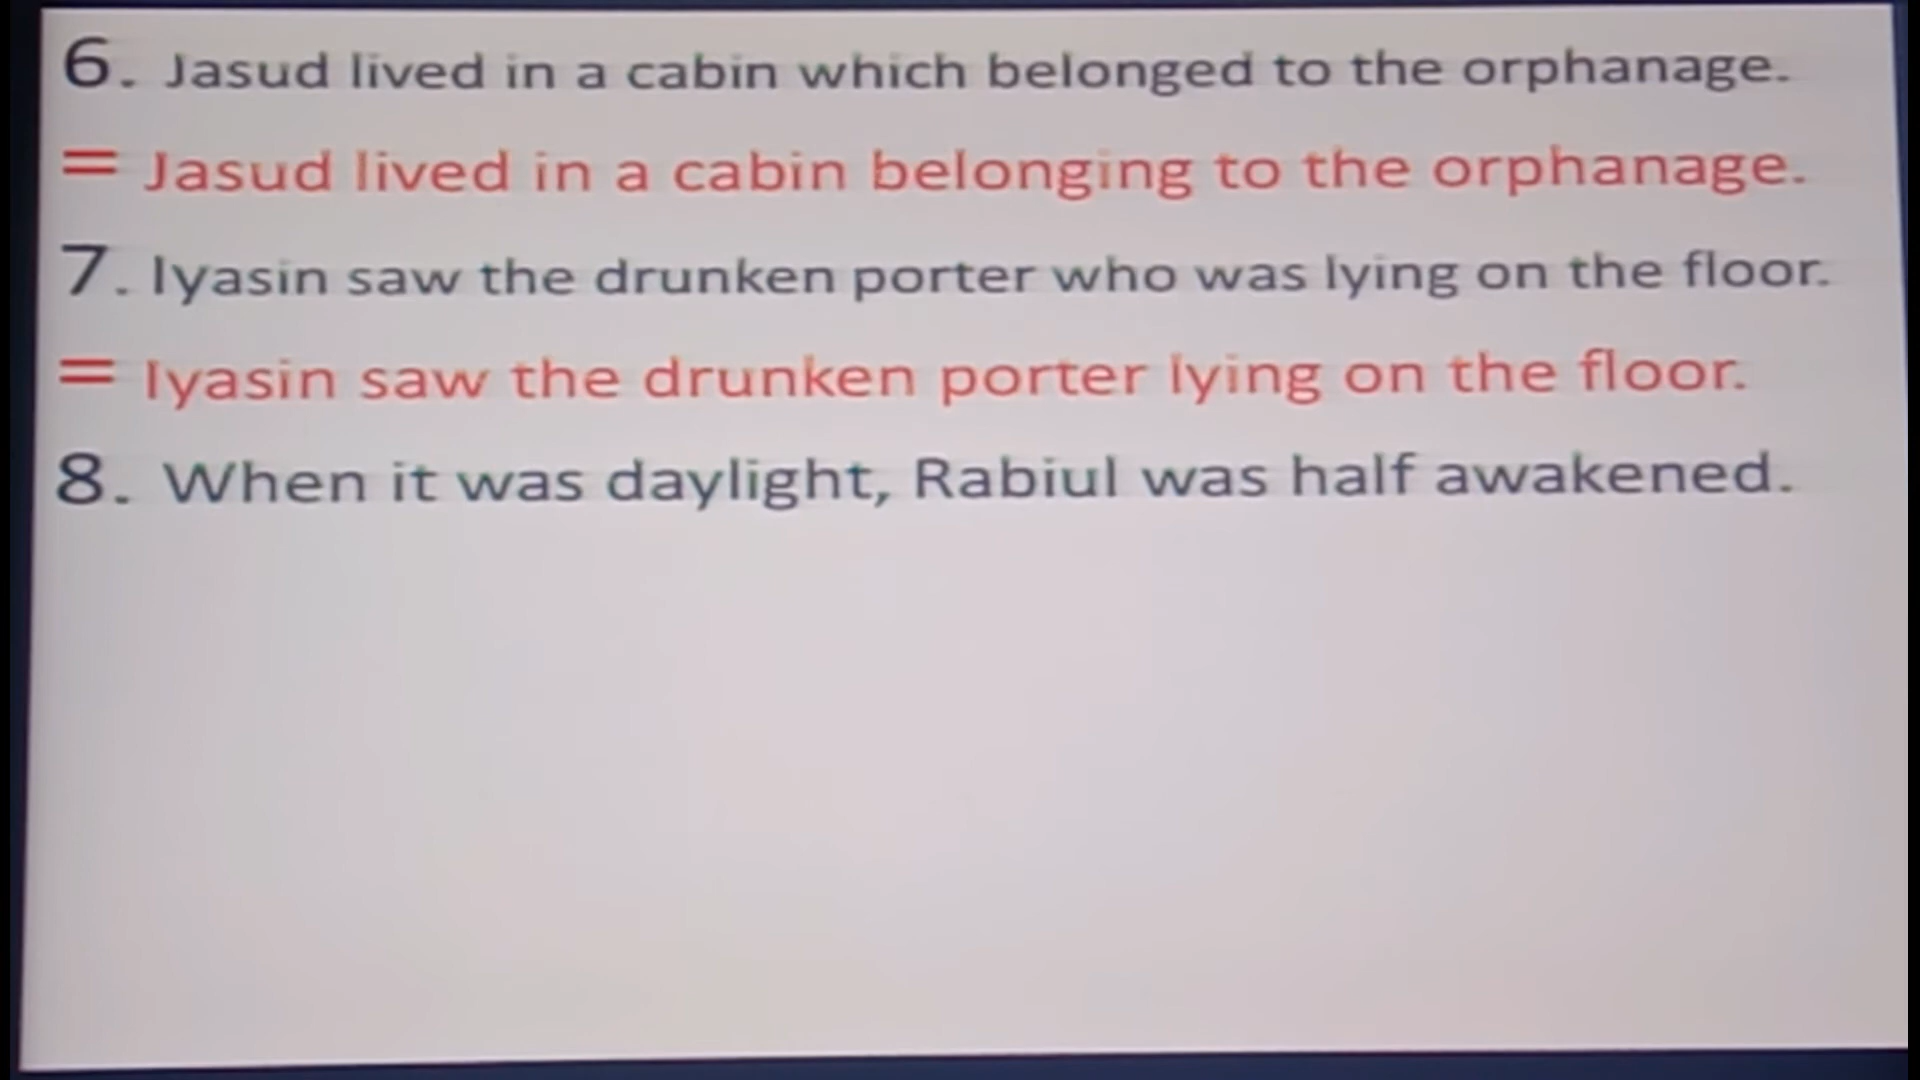 6. Jasud lived in a cabin which belonged to the orphanage.
= Jasud lived in a cabin belonging to the orphanage.
7. Iyasin saw the drunken porter who was lying on the floor.
= Iyasin saw the drunken porter lying on the floor.
8. When it was daylight, Rabiul was half awakened.